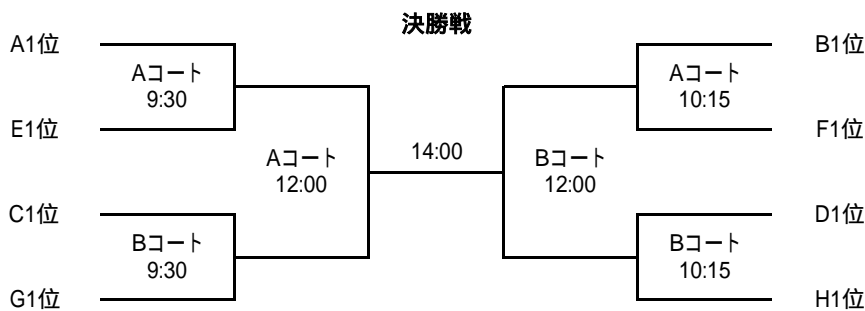 決勝戦
A1位
Aコート
9:30
E1位
Aコート
12:00
C1位
Bコート
9:30
G1位
14:00
B1位
Aコート
10:15
F1位
Bコート
12:00
D1位
Bコート
10:15
H1位